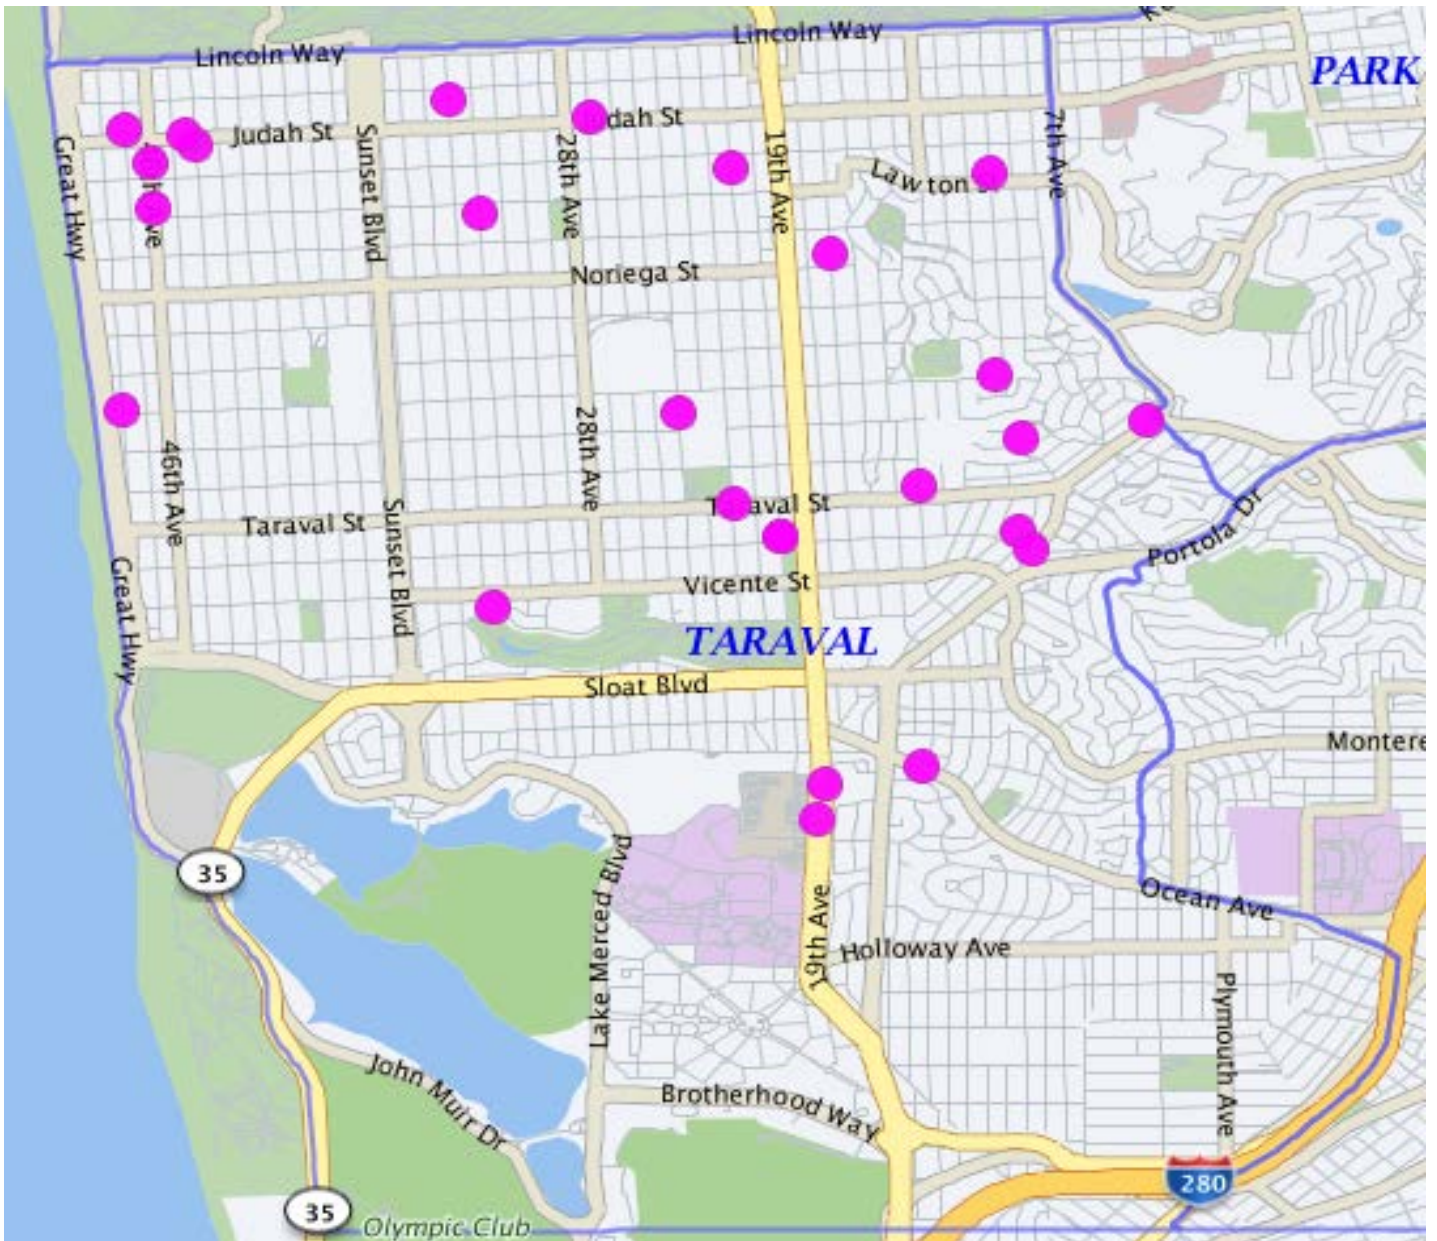 Lincoln Way
Lincoln Way
PARK
Judah St
dah St
Great Hwy
Sunset Blvd
28th Ave
19th Ave
7th Ave
Lawton S
Ave
Noriega St
46th Ave
28th Ave
Taraval St
T aval St
Sunset Blvd
Great Hwy
Portola Dr
Vicente St
TARAVAL
Sloat Blvd
Montere
35
Lake Merced Blvd
19th Ave
Ocean Ave
Holloway Ave
Plymouth Ave
John Muir Dr
Brotherhood Way
280
35
Olympic Club